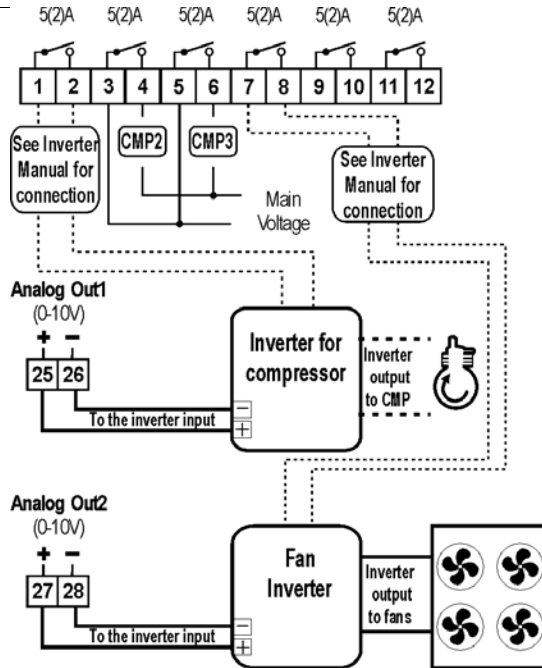 5(2)A 5(2)A 5(2)A 5(2)A 5(2)A 5(2)A
1 2 3 4 5 6 7 8 9 10 11 12
See Inverter
Manual for
connection
CMP2
CMP3
See Inverter
Manual for
connection
Main
Voltage
Analog Out1
(0-10V)
+ −
25 26
To the inverter input
−
+
Inverter for
compressor
Inverter
output
to CMP
Analog Out2
(0-10V)
+ −
27 28
To the inverter input
−
+
Fan
Inverter
Inverter
output
to fans